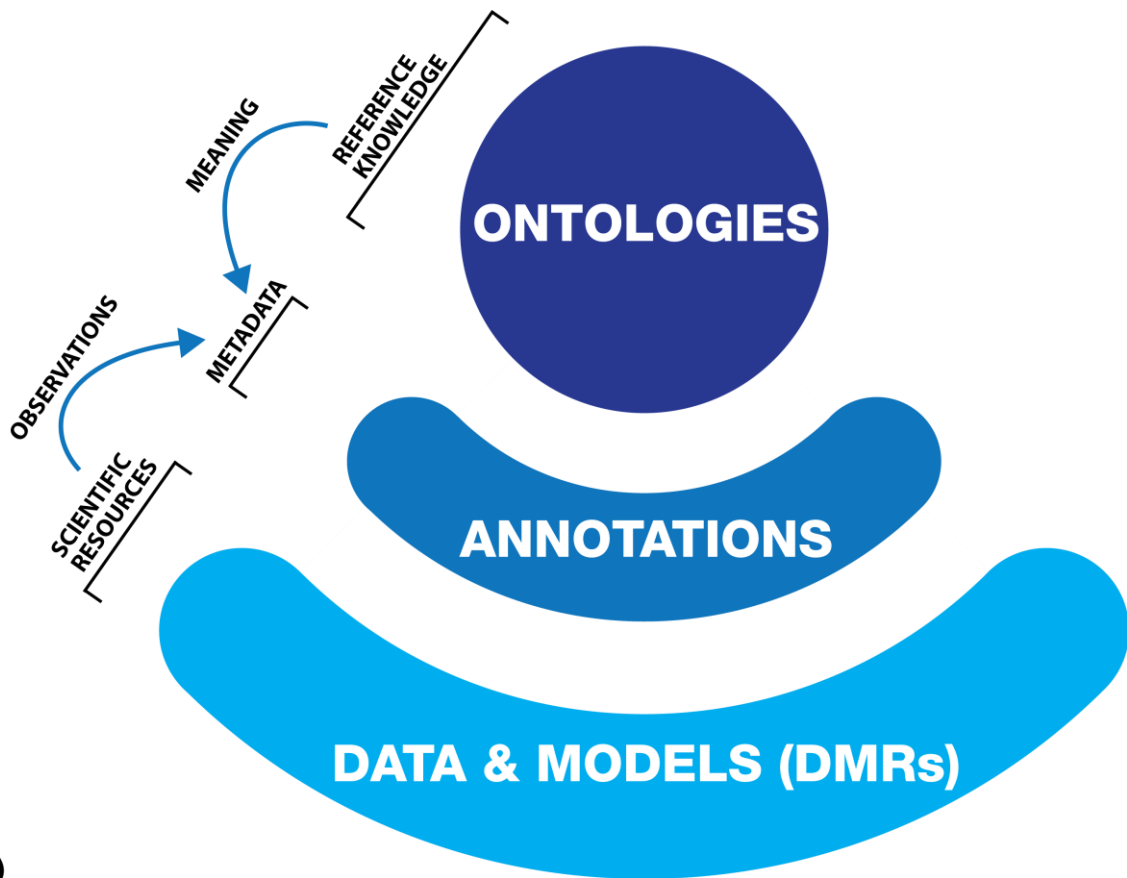 REFERENCE
KNOWLEDGE
MEANING
ONTOLOGIES
METADATA
OBSERVATIONS
SCIENTIFIC
RESOURCES
ANNOTATIONS
DATA & MODELS (DMRs)